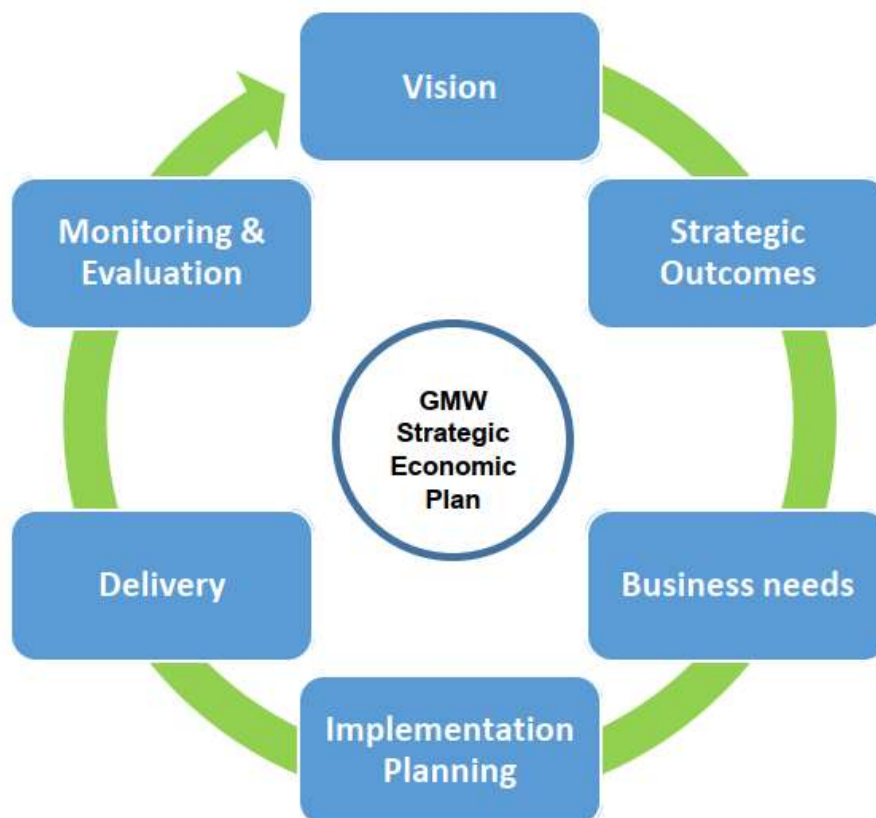 Vision
Strategic
Outcomes
Business needs
Implementation
Planning
Delivery
Monitoring &
Evaluation
GMW
Strategic
Economic
Plan